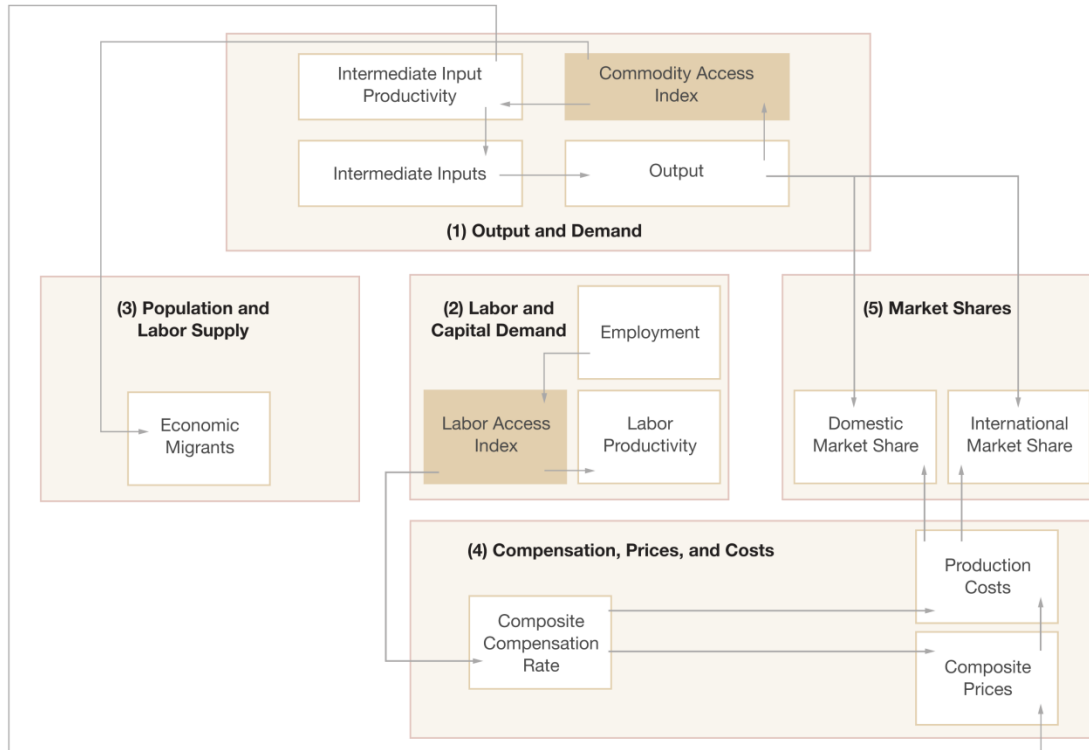 Intermediate Input
Productivity
Commodity Access
Index
Intermediate Inputs
Output
(1) Output and Demand
(3) Population and
Labor Supply
Economic
Migrants
(2) Labor and
Capital Demand
Employment
Labor Access
Index
Labor
Productivity
(5) Market Shares
Domestic
Market Share
International
Market Share
(4) Compensation, Prices, and Costs
Composite
Compensation
Rate
Production
Costs
Composite
Prices